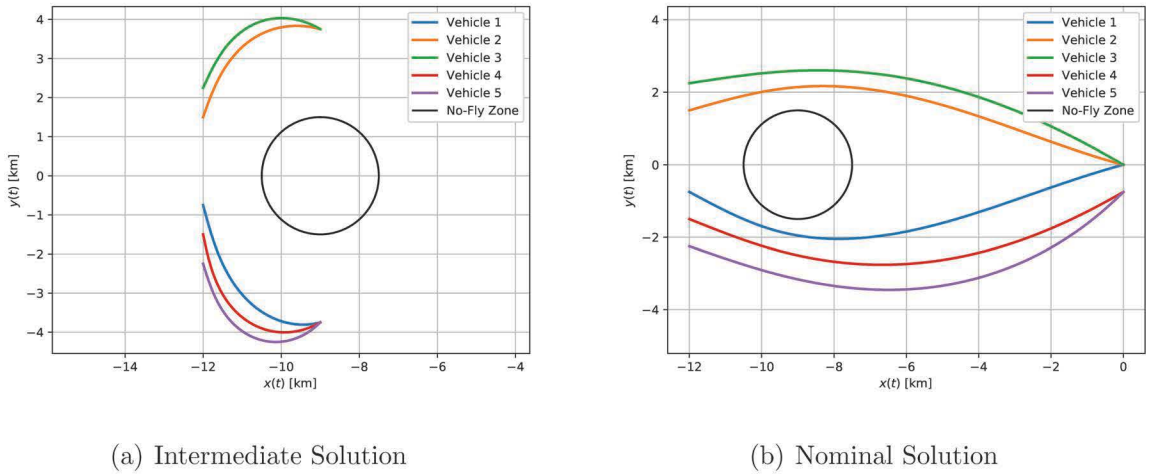 4
3
2
1
0
−1
−2
−3
−4
y(t) [km]
−14
−12
−10
−8
−6
−4
x(t) [km]
Vehicle 1
Vehicle 2
Vehicle 3
Vehicle 4
Vehicle 5
No-Fly Zone
(a) Intermediate Solution
4
2
0
−2
−4
y(t) [km]
−12
−10
−8
−6
−4
−2
0
x(t) [km]
Vehicle 1
Vehicle 2
Vehicle 3
Vehicle 4
Vehicle 5
No-Fly Zone
(b) Nominal Solution